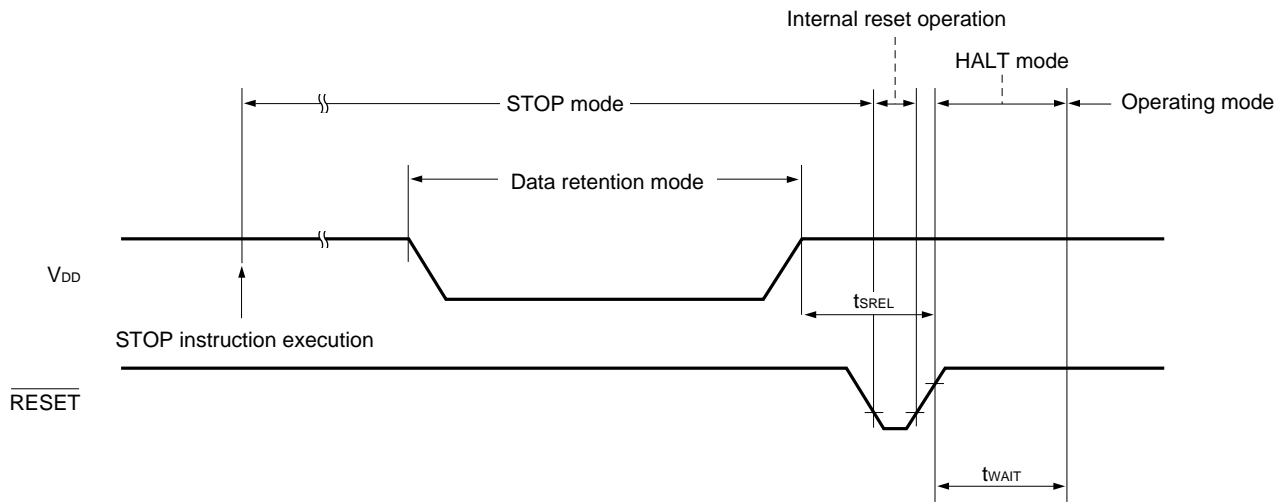 Internal reset operation
HALT mode
STOP mode
Operating mode
Data retention mode
VDD
tSREL
STOP instruction execution
RESET
tWAIT